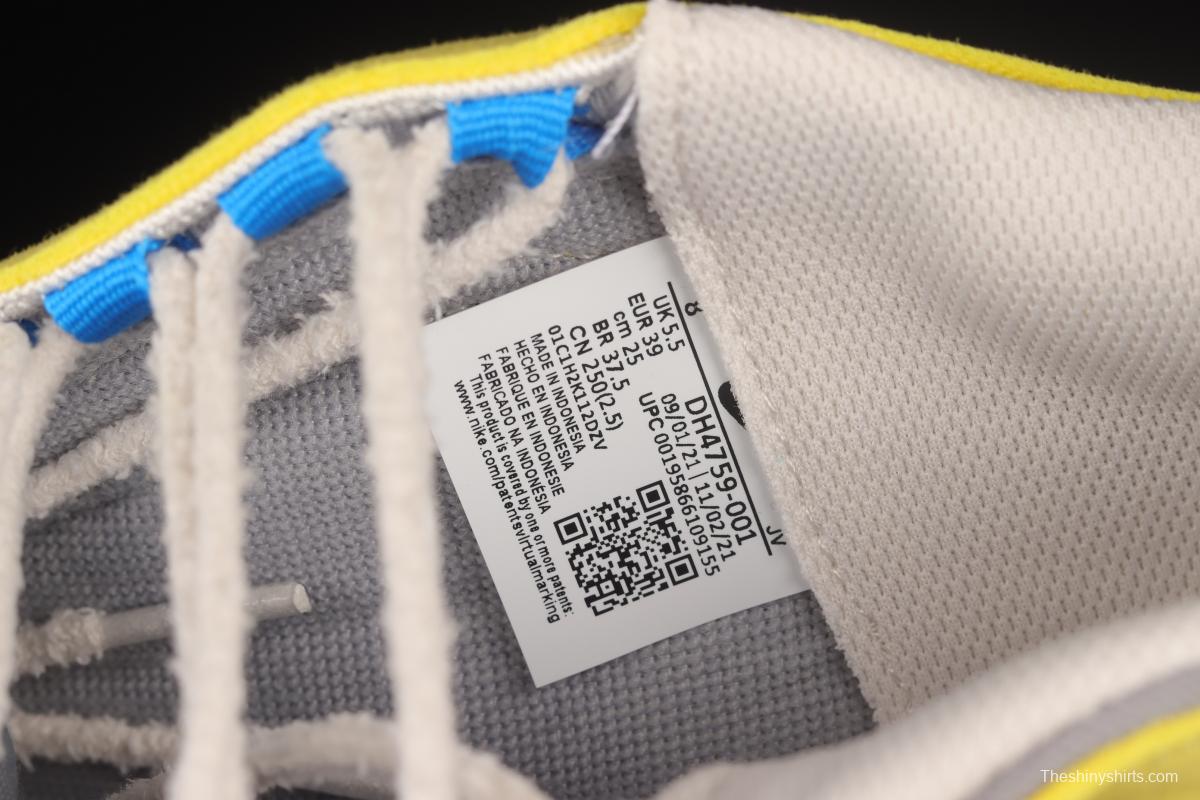 8
JV
UK 5.5
EUR 39
cm 25
BR 37.5
CN 250(2.5)
DH4759-001
09/01/21 | 11/02/21
UPC 00195866109155
01C1H2K112DZV
MADE IN INDONESIA
HECHO EN INDONESIA
FABRIQUE EN INDONESIE
FABRICADO NA INDONÉSIA
This product is covered by one or more patents:
www.nike.com/patentsvirtualmarking
Theshinyshirts.com